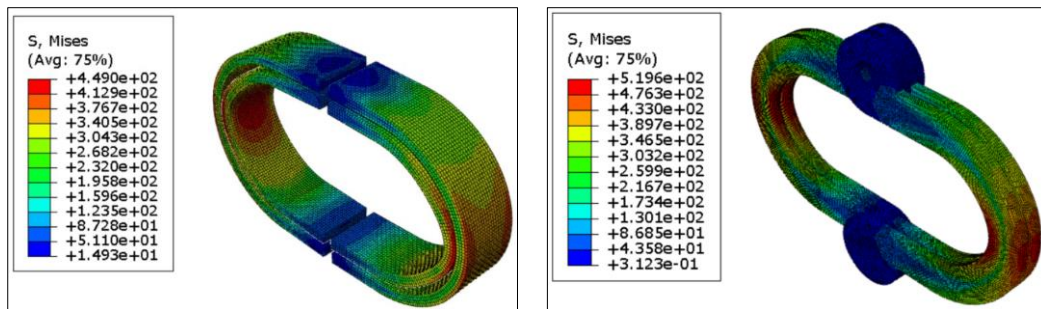 S, Mises
(Avg: 75%)
+4.490e+02
+4.129e+02
+3.767e+02
+3.405e+02
+3.043e+02
+2.682e+02
+2.320e+02
+1.958e+02
+1.596e+02
+1.235e+02
+8.728e+01
+5.110e+01
+1.493e+01
S, Mises
(Avg: 75%)
+5.196e+02
+4.763e+02
+4.330e+02
+3.897e+02
+3.465e+02
+3.032e+02
+2.599e+02
+2.167e+02
+1.734e+02
+1.301e+02
+8.685e+01
+4.358e+01
+3.123e-01